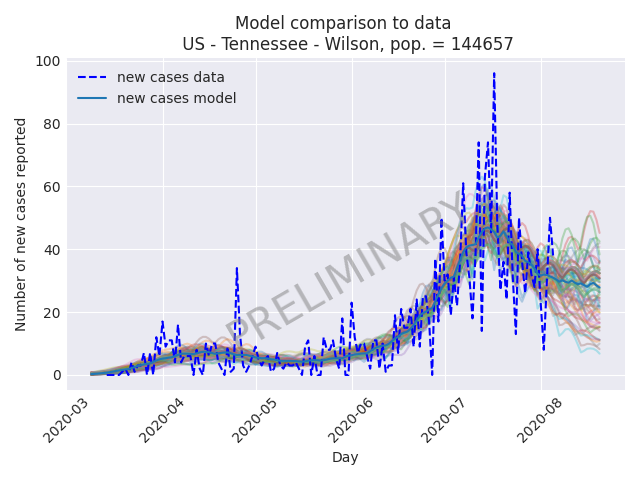 Model comparison to data
US - Tennessee - Wilson, pop. = 144657
100
80
60
40
20
0
new cases data
new cases model
PRELIMINARY
Number of new cases reported
2020-03
2020-04
2020-05
2020-06
2020-07
2020-08
Day